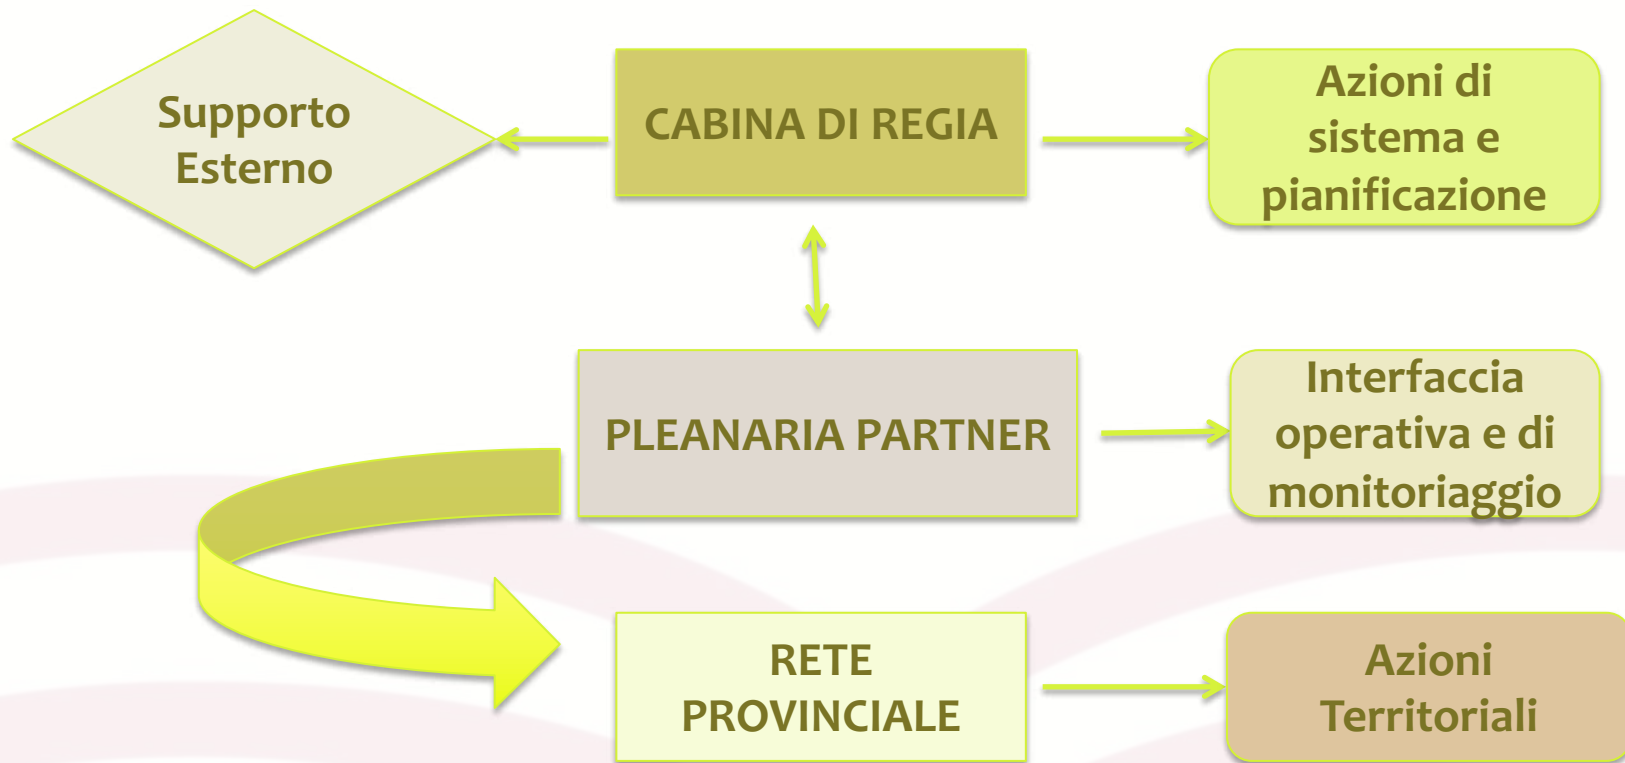 Supporto
Esterno
CABINA DI REGIA
Azioni di
sistema e
pianificazione
PLEANARIA PARTNER
Interfaccia
operativa e di
monitoriaggio
RETE
PROVINCIALE
Azioni
Territoriali